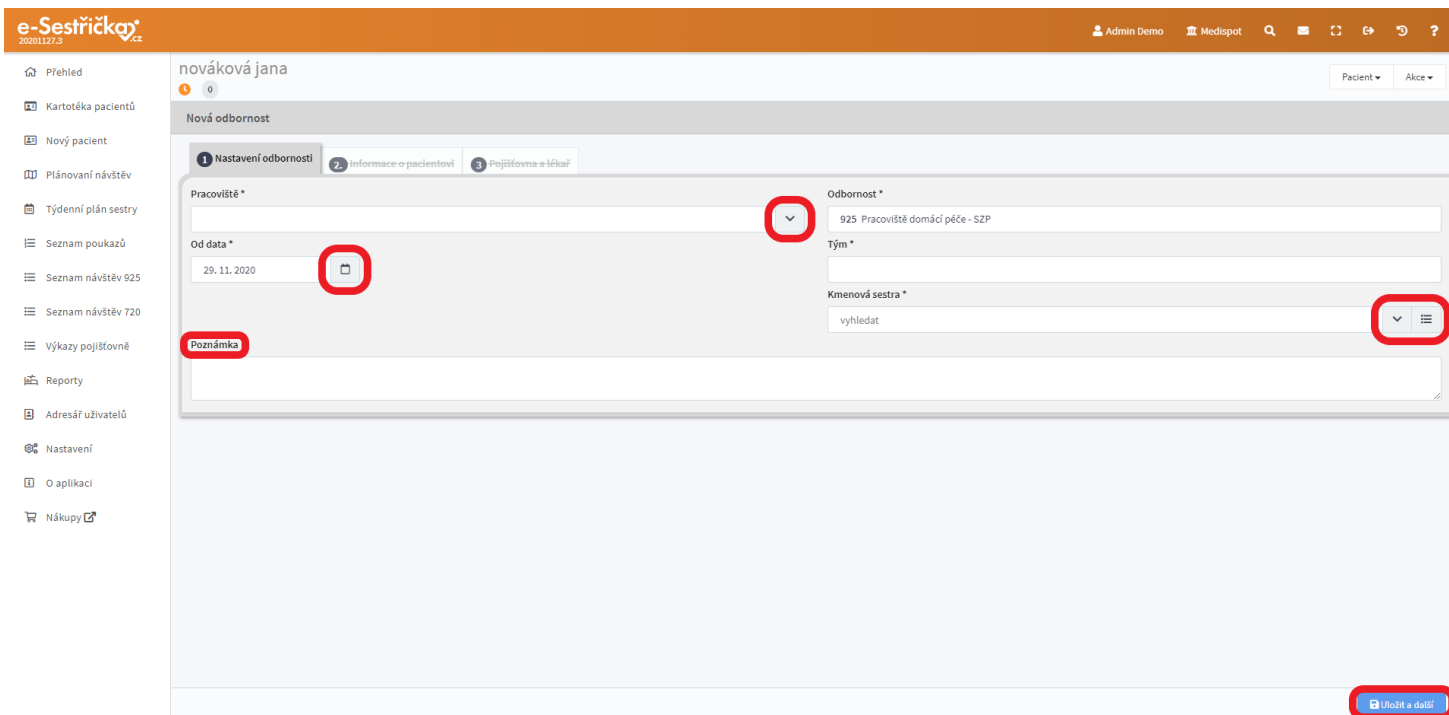 e-Sestřička.cz
20201127.3
Admin Demo
Medispot
?
Přehled
Kartotéka pacientů
Nový pacient
Plánovaní návštěv
Týdenní plán sestry
Seznam poukazů
Seznam návštěv 925
Seznam návštěv 720
Výkazy pojišťovně
Reporty
Adresář uživatelů
Nastavení
O aplikaci
Nákupy
nováková jana
0
Pacient
Akce
Nová odbornost
1 Nastavení odbornosti
2. Informace o pacientovi
3 Pojišťovna a lékař
Pracoviště *
Odbornost *
925 Pracoviště domácí péče - SZP
Od data *
29. 11. 2020
Tým *
Kmenová sestra *
vyhledat
Poznámka
Uložit a další